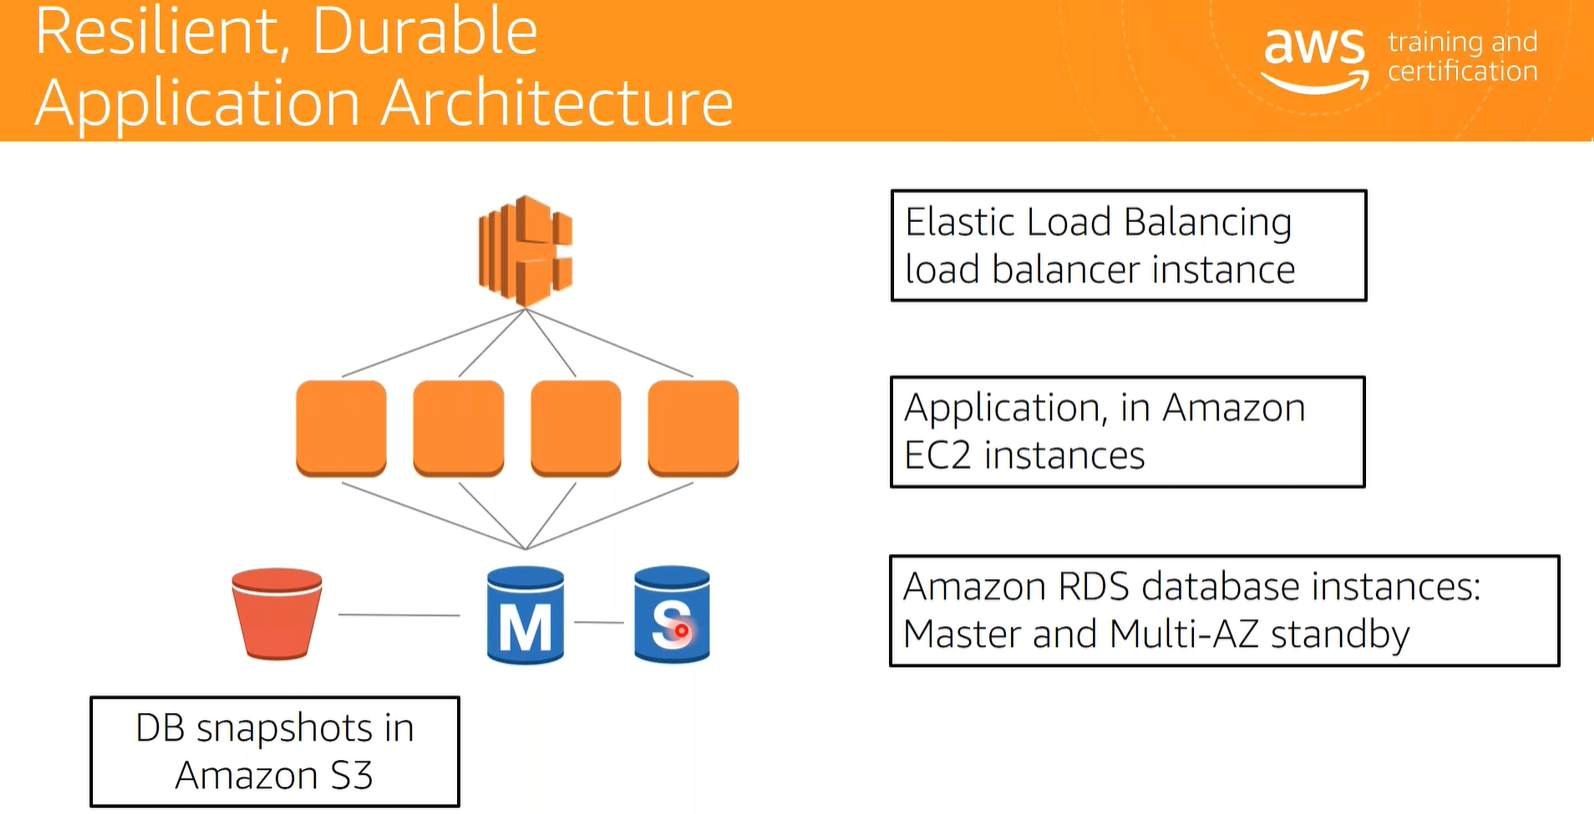 Resilient, Durable
Application Architecture
aws
training and
certification
Elastic Load Balancing
load balancer instance
Application, in Amazon
EC2 instances
M
S
Amazon RDS database instances:
Master and Multi-AZ standby
DB snapshots in
Amazon S3